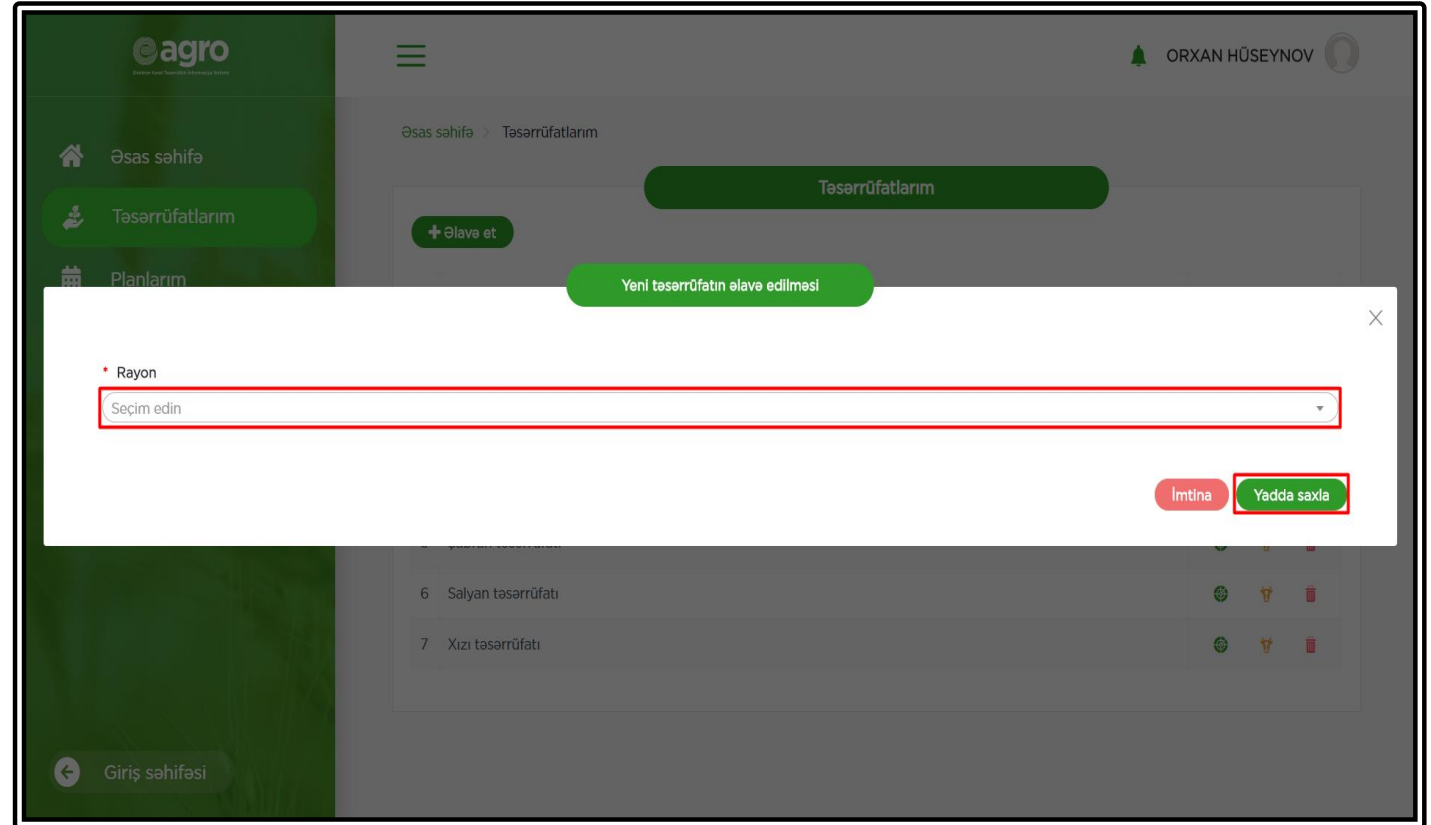 eagro
ORXAN HÜSEYNOV
Əsas səhifə > Təsərrüfatlarım
Əsas səhifə
Təsərrüfatlarım
Təsərrüfatlarım
+ Əlavə et
Planlarım
Yeni təsərrüfatın əlavə edilməsi
* Rayon
Seçim edin
İmtina
Yadda saxla
6 Salyan təsərrüfatı
7 Xızı təsərrüfatı
Giriş səhifəsi